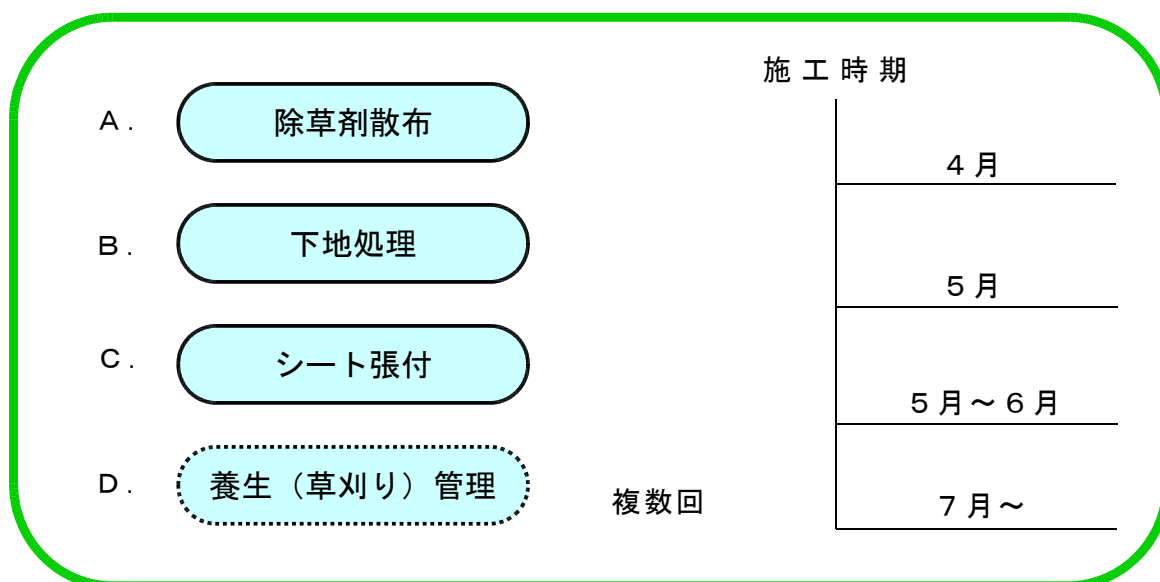 施工時期
A. 除草剤散布
4月
B. 下地処理
5月
C. シート張付
5月～6月
D. 養生（草刈り）管理 複数回
7月～